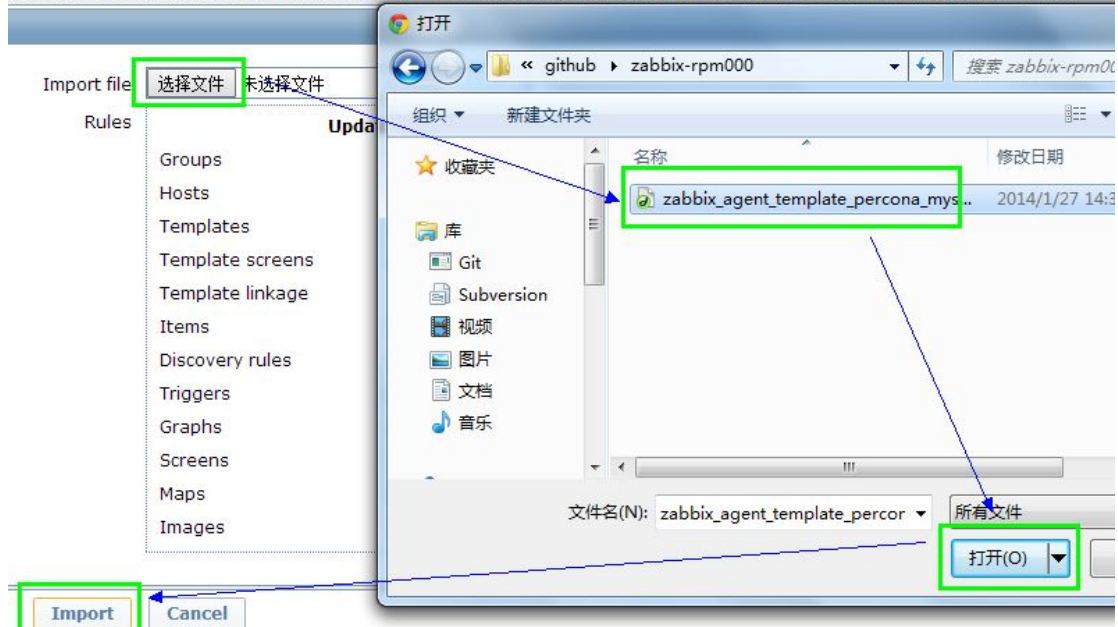 打开
« github ▸ zabbix-rpm000
搜索 zabbix-rpm00
Import file 选择文件 未选择文件
Rules
Upda
Groups
Hosts
Templates
Template screens
Template linkage
Items
Discovery rules
Triggers
Graphs
Screens
Maps
Images
Import Cancel
组织 新建文件夹
名称 修改日期
收藏夹
zabbix_agent_template_percona_mys... 2014/1/27 14:3
库
Git
Subversion
视频
图片
文档
音乐
文件名(N): zabbix_agent_template_percor 所有文件
打开(O)